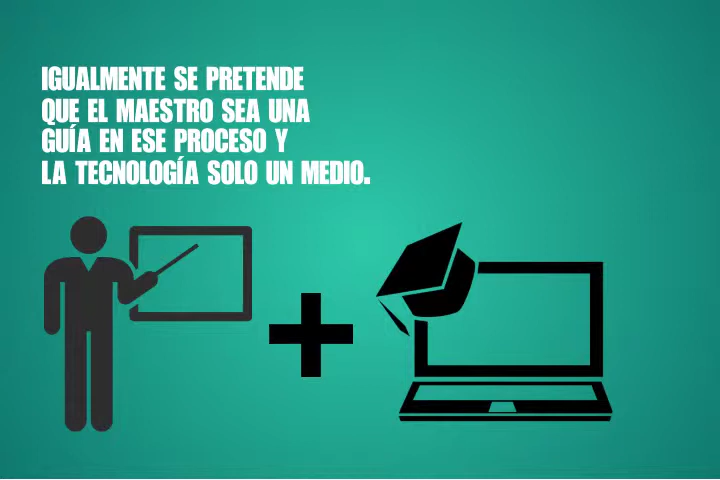 IGUALMENTE SE PRETENDE
QUE EL MAESTRO SEA UNA
GUÍA EN ESE PROCESO Y
LA TECNOLOGÍA SOLO UN MEDIO.